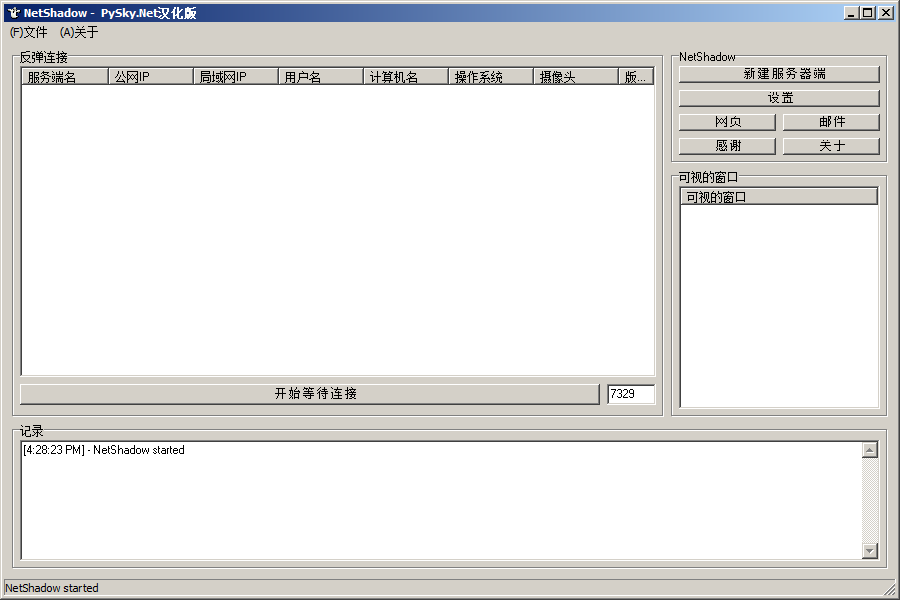 NetShadow - PySky.Net汉化版
(F)文件 (A)关于
反弹连接
服务端名 公网IP 局域网IP 用户名 计算机名 操作系统 摄像头 版...
开始等待连接 7329
NetShadow
新建服务器端
设置
网页 邮件
感谢 关于
可视的窗口
可视的窗口
记录
[4:28:23 PM] - NetShadow started
NetShadow started